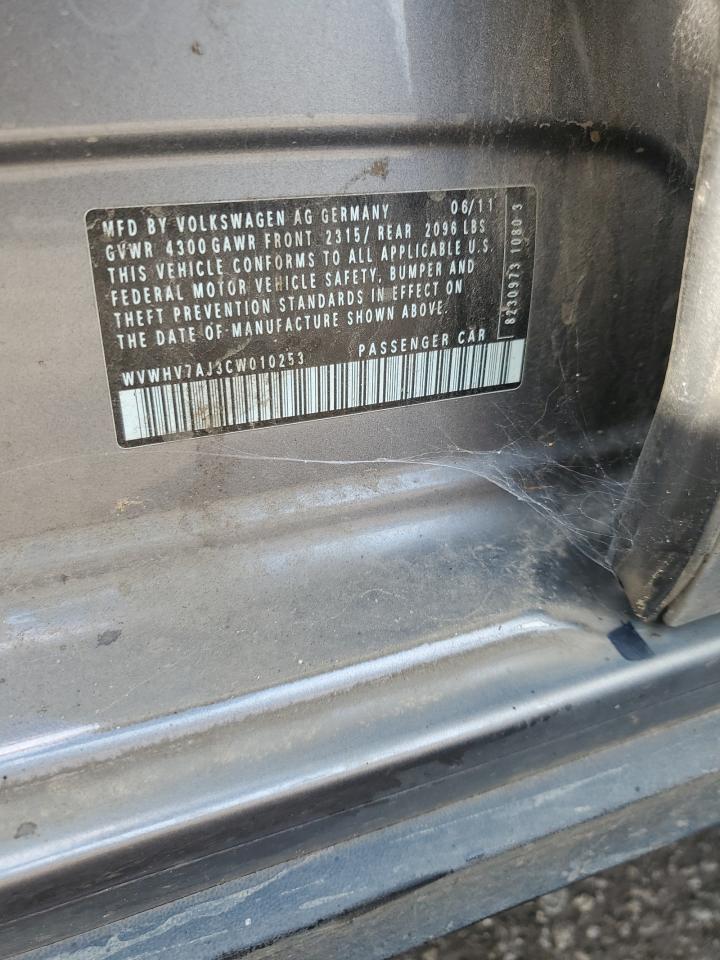 MFD BY VOLKSWAGEN AG GERMANY 06/11
GVWR 4300 GAWR FRONT 2315/ REAR 2096 LBS
THIS VEHICLE CONFORMS TO ALL APPLICABLE U.S.
FEDERAL MOTOR VEHICLE SAFETY, BUMPER AND
THEFT PREVENTION STANDARDS IN EFFECT ON
THE DATE OF MANUFACTURE SHOWN ABOVE.
WVWHV7AJ3CW010253 PASSENGER CAR
8230973 1080 3